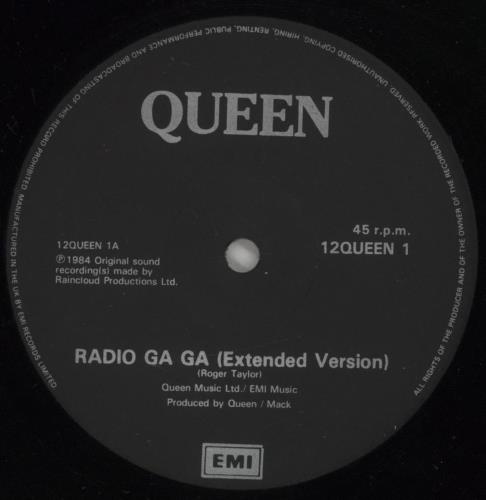 QUEEN
45 r.p.m.
12QUEEN 1
12QUEEN 1A
℗1984 Original sound
recording(s) made by
Raincloud Productions Ltd.
RADIO GA GA (Extended Version)
(Roger Taylor)
Queen Music Ltd./ EMI Music
Produced by Queen / Mack
EMI
ALL RIGHTS OF THE PRODUCER AND OF THE OWNER OF THE RECORDED WORK RESERVED. UNAUTHORISED COPYING, HIRING, RENTING, PUBLIC PERFORMANCE AND BROADCASTING OF THIS RECORD PROHIBITED. MANUFACTURED IN THE UK BY EMI RECORDS LIMITED